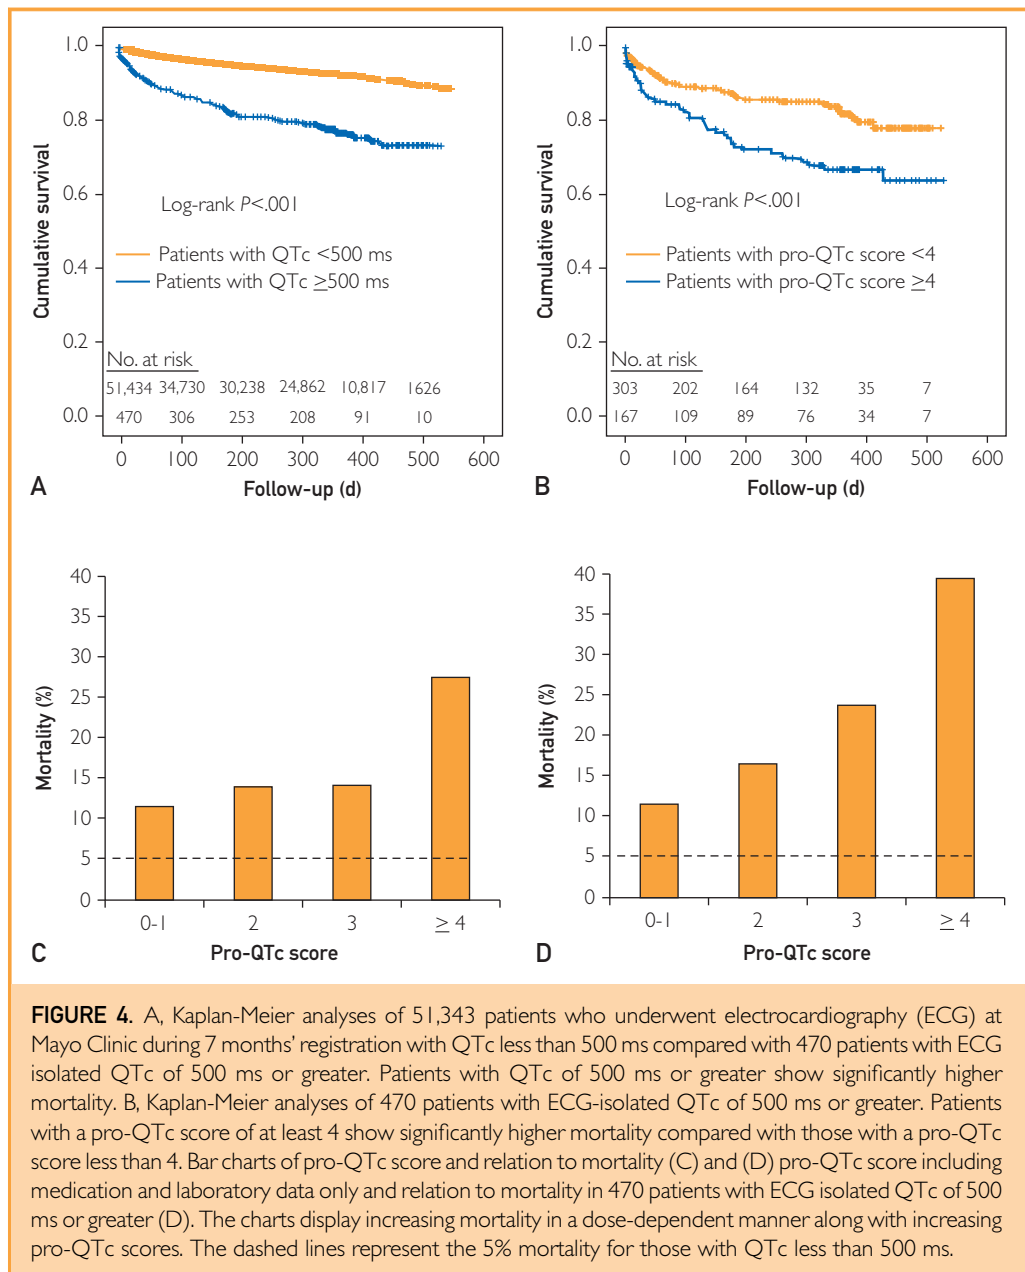 1.0
0.8
0.6
0.4
0.2
0.0
Cumulative survival
Log-rank P<.001
Patients with QTc <500 ms
Patients with QTc ≥500 ms
No. at risk
51,434 34,730 30,238 24,862 10,817 1626
470 306 253 208 91 10
0 100 200 300 400 500 600
A
Follow-up (d)
1.0
0.8
0.6
0.4
0.2
0.0
Cumulative survival
Log-rank P<.001
Patients with pro-QTc score <4
Patients with pro-QTc score ≥4
No. at risk
303 202 164 132 35 7
167 109 89 76 34 7
0 100 200 300 400 500 600
B
Follow-up (d)
40
35
30
25
20
15
10
5
0
Mortality (%)
0-1 2 3 ≥ 4
C
Pro-QTc score
40
35
30
25
20
15
10
5
0
Mortality (%)
0-1 2 3 ≥ 4
D
Pro-QTc score
FIGURE 4. A, Kaplan-Meier analyses of 51,343 patients who underwent electrocardiography (ECG) at
Mayo Clinic during 7 months' registration with QTc less than 500 ms compared with 470 patients with ECG
isolated QTc of 500 ms or greater. Patients with QTc of 500 ms or greater show significantly higher
mortality. B, Kaplan-Meier analyses of 470 patients with ECG-isolated QTc of 500 ms or greater. Patients
with a pro-QTc score of at least 4 show significantly higher mortality compared with those with a pro-QTc
score less than 4. Bar charts of pro-QTc score and relation to mortality (C) and (D) pro-QTc score including
medication and laboratory data only and relation to mortality in 470 patients with ECG isolated QTc of 500
ms or greater (D). The charts display increasing mortality in a dose-dependent manner along with increasing
pro-QTc scores. The dashed lines represent the 5% mortality for those with QTc less than 500 ms.